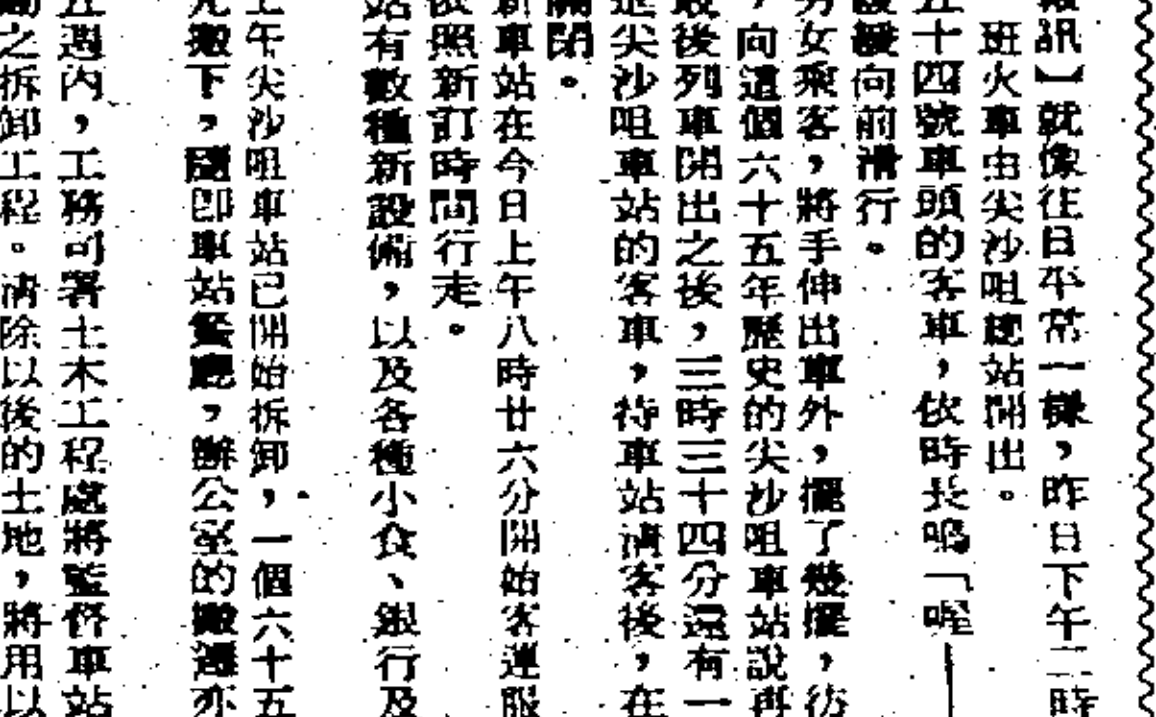 訊】就像往日平常一樣，昨日下午二時
班火車由尖沙咀總站開出。
五十四號車頭的客車，依時長鳴「喔—
緩緩向前滑行。
男女乘客，將手伸出車外，擺了幾擺，彷
，向這個六十五年歷史的尖沙咀車站說再
最後列車開出之後，三時三十四分還有一
進尖沙咀車站的客車，待車站清客後，在
關閉。
新車站在今日上午八時廿六分開始客運服
依照新訂時間行走。
站有數種新設備，以及各種小食、銀行及
上午尖沙咀車站已開始拆卸，一個六十五
先搬下，隨即車站餐廳，辦公室的搬遷亦
五週內，工務司署土木工程處將監督車站
之拆卸工程。清除以後的土地，將用以